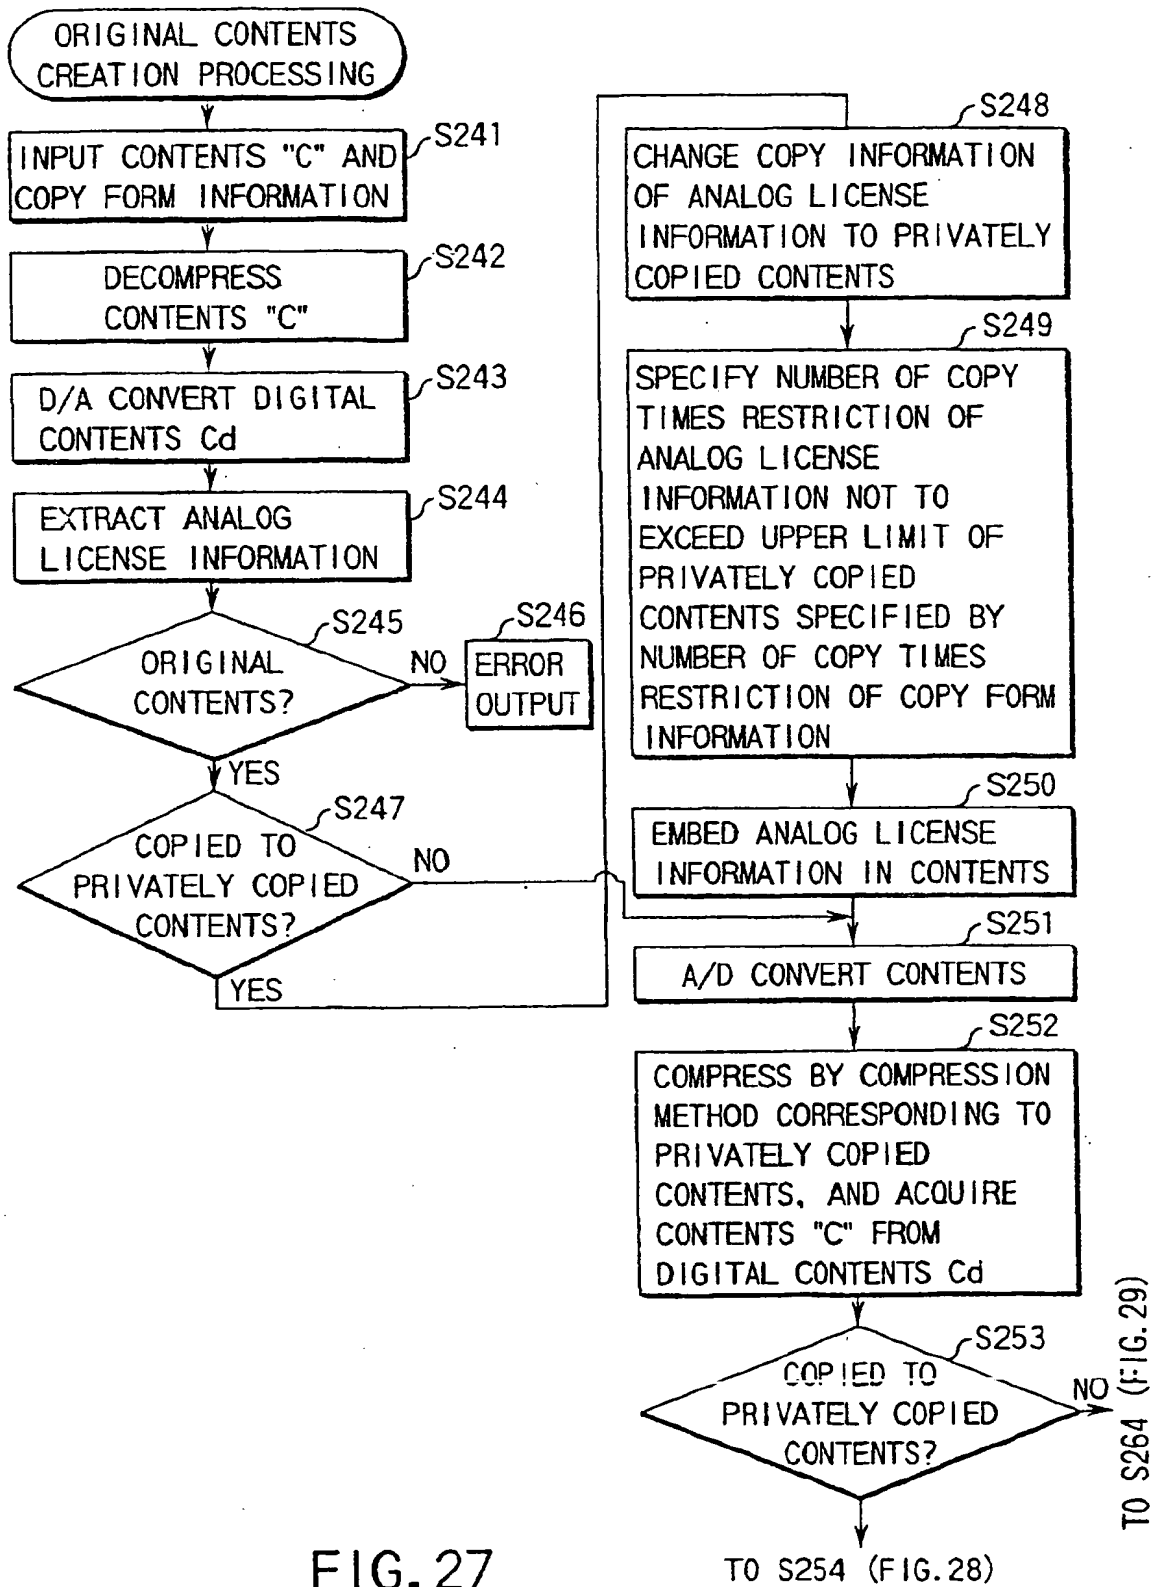 ORIGINAL CONTENTS
CREATION PROCESSING
S241
INPUT CONTENTS "C" AND
COPY FORM INFORMATION
S242
DECOMPRESS
CONTENTS "C"
S243
D/A CONVERT DIGITAL
CONTENTS Cd
S244
EXTRACT ANALOG
LICENSE INFORMATION
S245
ORIGINAL
CONTENTS?
NO
S246
ERROR
OUTPUT
YES
S247
COPIED TO
PRIVATELY COPIED
CONTENTS?
NO
YES
S248
CHANGE COPY INFORMATION
OF ANALOG LICENSE
INFORMATION TO PRIVATELY
COPIED CONTENTS
S249
SPECIFY NUMBER OF COPY
TIMES RESTRICTION OF
ANALOG LICENSE
INFORMATION NOT TO
EXCEED UPPER LIMIT OF
PRIVATELY COPIED
CONTENTS SPECIFIED BY
NUMBER OF COPY TIMES
RESTRICTION OF COPY FORM
INFORMATION
S250
EMBED ANALOG LICENSE
INFORMATION IN CONTENTS
S251
A/D CONVERT CONTENTS
S252
COMPRESS BY COMPRESSION
METHOD CORRESPONDING TO
PRIVATELY COPIED
CONTENTS, AND ACQUIRE
CONTENTS "C" FROM
DIGITAL CONTENTS Cd
S253
COPIED TO
PRIVATELY COPIED
CONTENTS?
NO
TO S264 (FIG.29)
TO S254 (FIG.28)
FIG.27